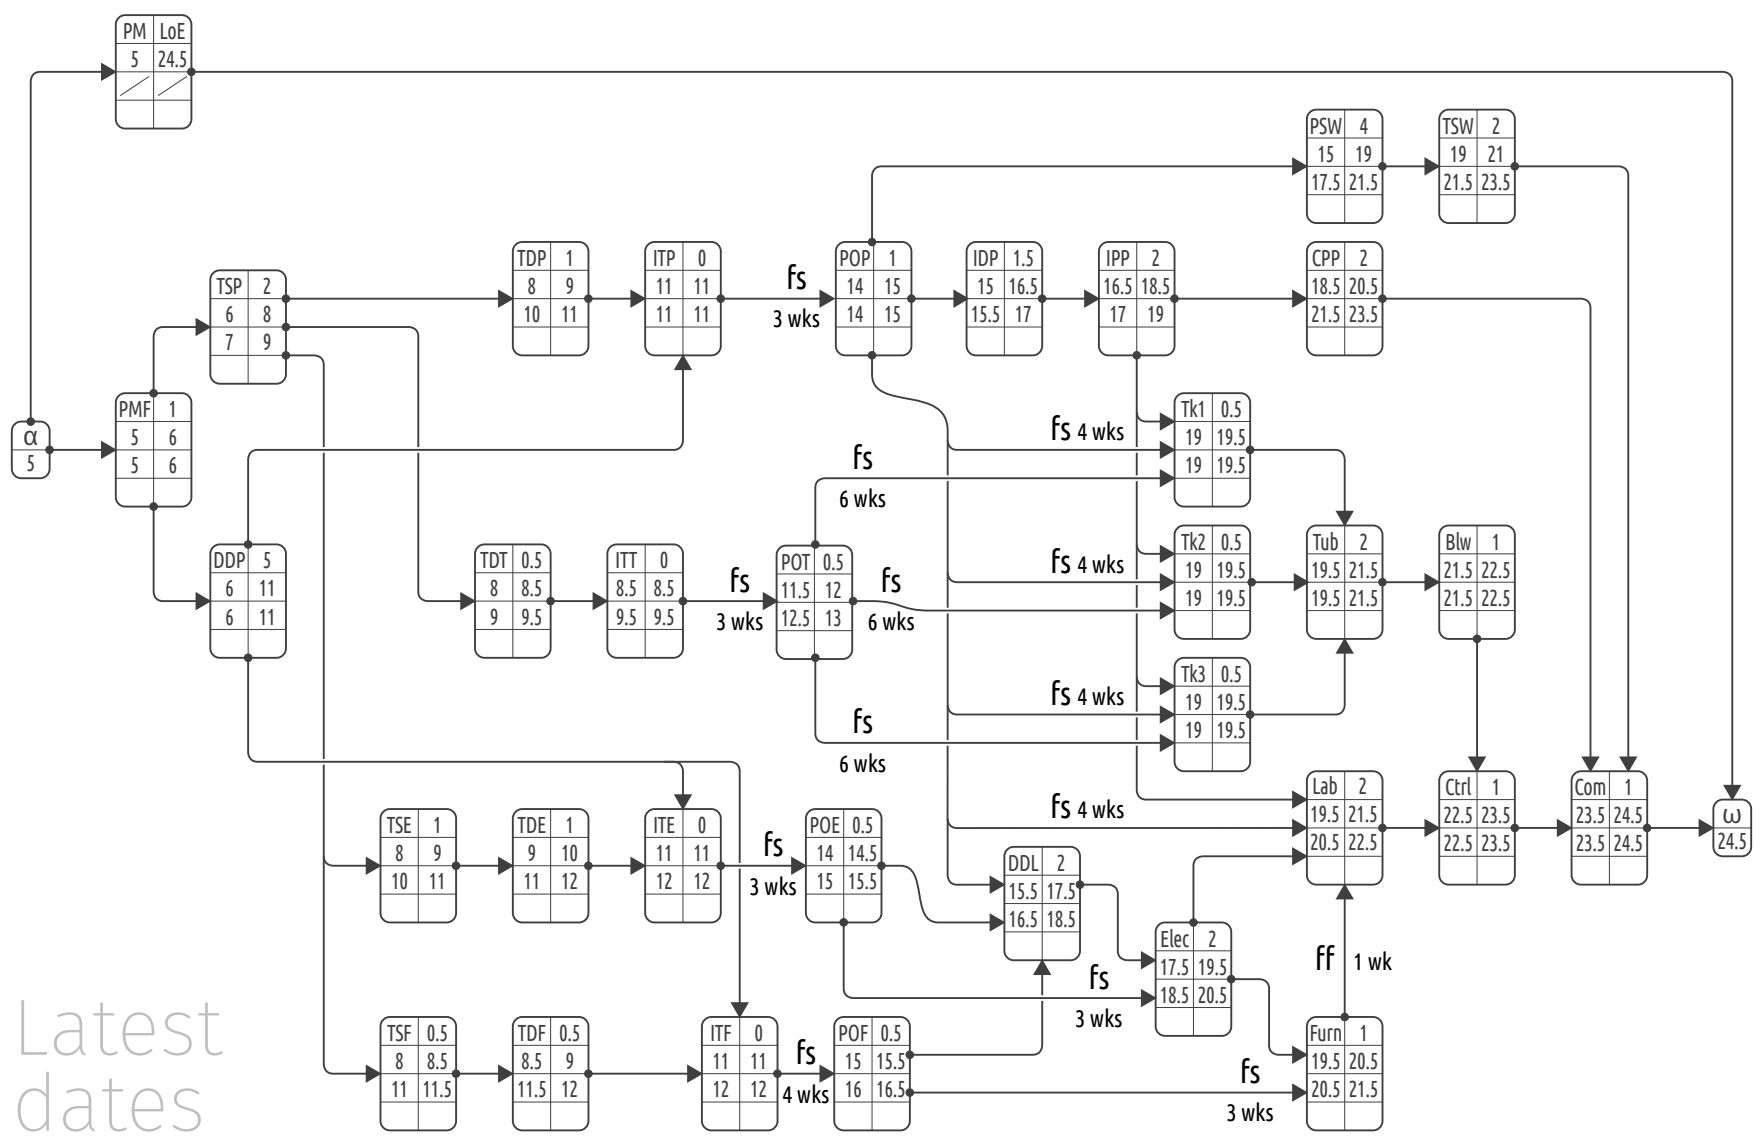 PM LoE
5 24.5
PSW 4
15 19
17.5 21.5
TSW 2
19 21
21.5 23.5
TSP 2
6 8
7 9
TDP 1
8 9
10 11
ITP 0
11 11
11 11
fs
3 wks
POP 1
14 15
14 15
IDP 1.5
15 16.5
15.5 17
IPP 2
16.5 18.5
17 19
CPP 2
18.5 20.5
21.5 23.5
α
5
PMF 1
5 6
5 6
fs 4 wks
fs
6 wks
Tk1 0.5
19 19.5
19 19.5
DDP 5
6 11
6 11
TDT 0.5
8 8.5
9 9.5
ITT 0
8.5 8.5
9.5 9.5
fs
3 wks
POT 0.5
11.5 12
12.5 13
fs
6 wks
fs 4 wks
Tk2 0.5
19 19.5
19 19.5
Tub 2
19.5 21.5
19.5 21.5
Blw 1
21.5 22.5
21.5 22.5
fs 4 wks
fs
6 wks
Tk3 0.5
19 19.5
19 19.5
TSE 1
8 9
10 11
TDE 1
9 10
11 12
ITE 0
11 11
12 12
fs
3 wks
POE 0.5
14 14.5
15 15.5
fs 4 wks
DDL 2
15.5 17.5
16.5 18.5
Lab 2
19.5 21.5
20.5 22.5
Ctrl 1
22.5 23.5
22.5 23.5
Com 1
23.5 24.5
23.5 24.5
ω
24.5
fs
3 wks
Elec 2
17.5 19.5
18.5 20.5
ff 1 wk
Latest
dates
TSF 0.5
8 8.5
11 11.5
TDF 0.5
8.5 9
11.5 12
ITF 0
11 11
12 12
fs
4 wks
POF 0.5
15 15.5
16 16.5
fs
3 wks
Furn 1
19.5 20.5
20.5 21.5